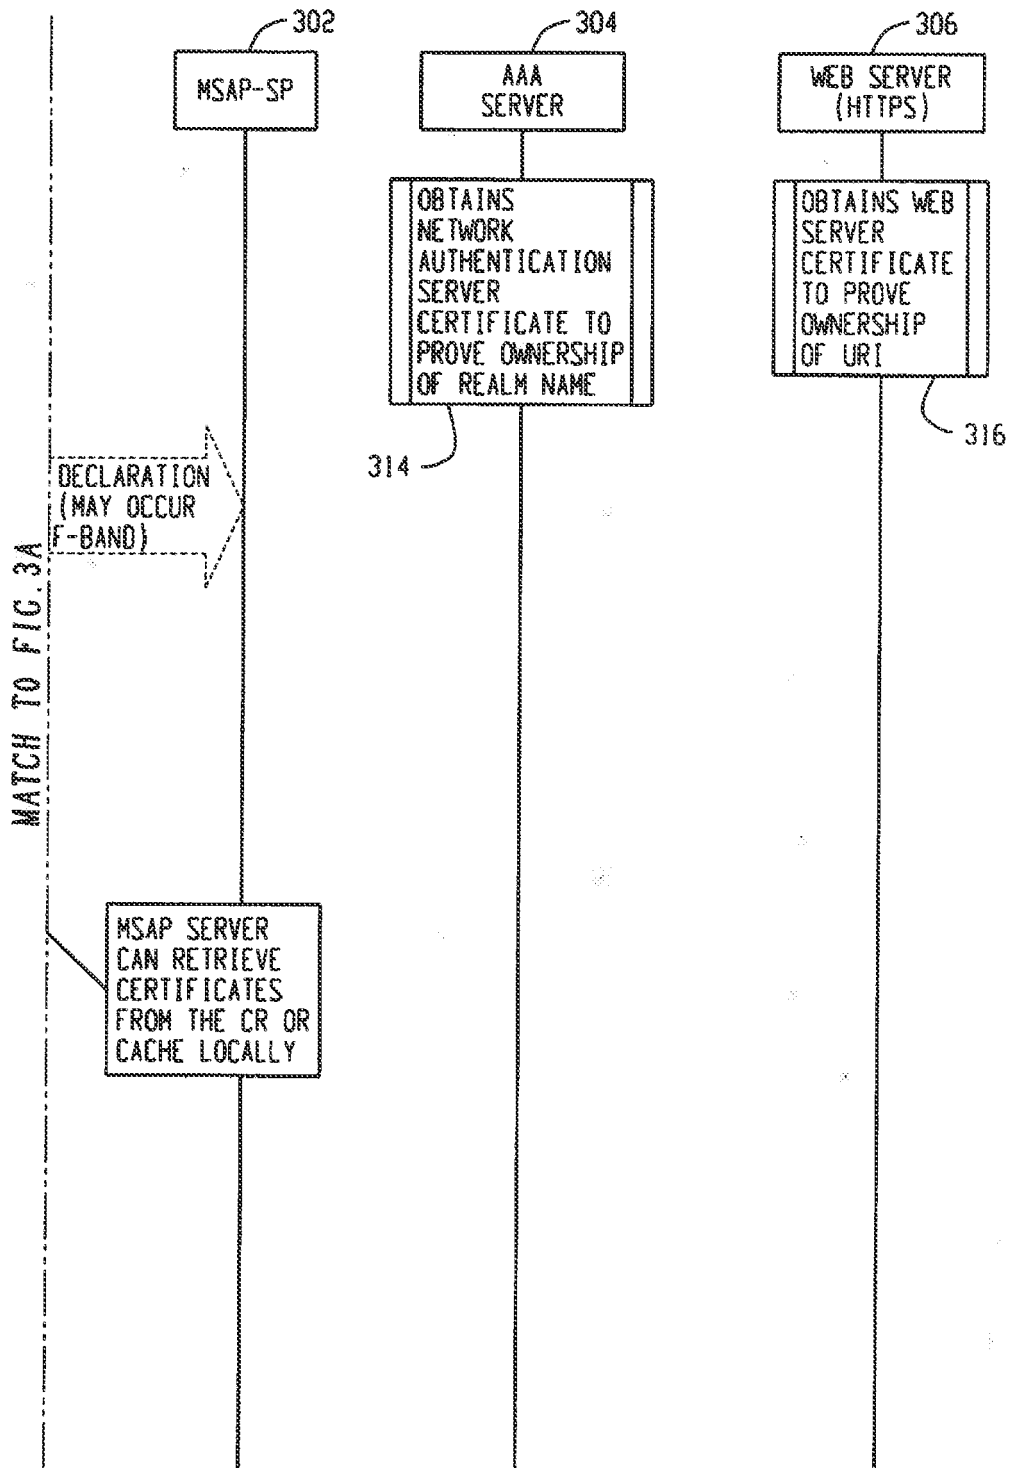 302
304
306
MSAP-SP
AAA
SERVER
WEB SERVER
(HTTPS)
OBTAINS
NETWORK
AUTHENTICATION
SERVER
CERTIFICATE TO
PROVE OWNERSHIP
OF REALM NAME
OBTAINS WEB
SERVER
CERTIFICATE
TO PROVE
OWNERSHIP
OF URI
314
316
DECLARATION
(MAY OCCUR
F-BAND)
MATCH TO FIG. 3A
MSAP SERVER
CAN RETRIEVE
CERTIFICATES
FROM THE CR OR
CACHE LOCALLY